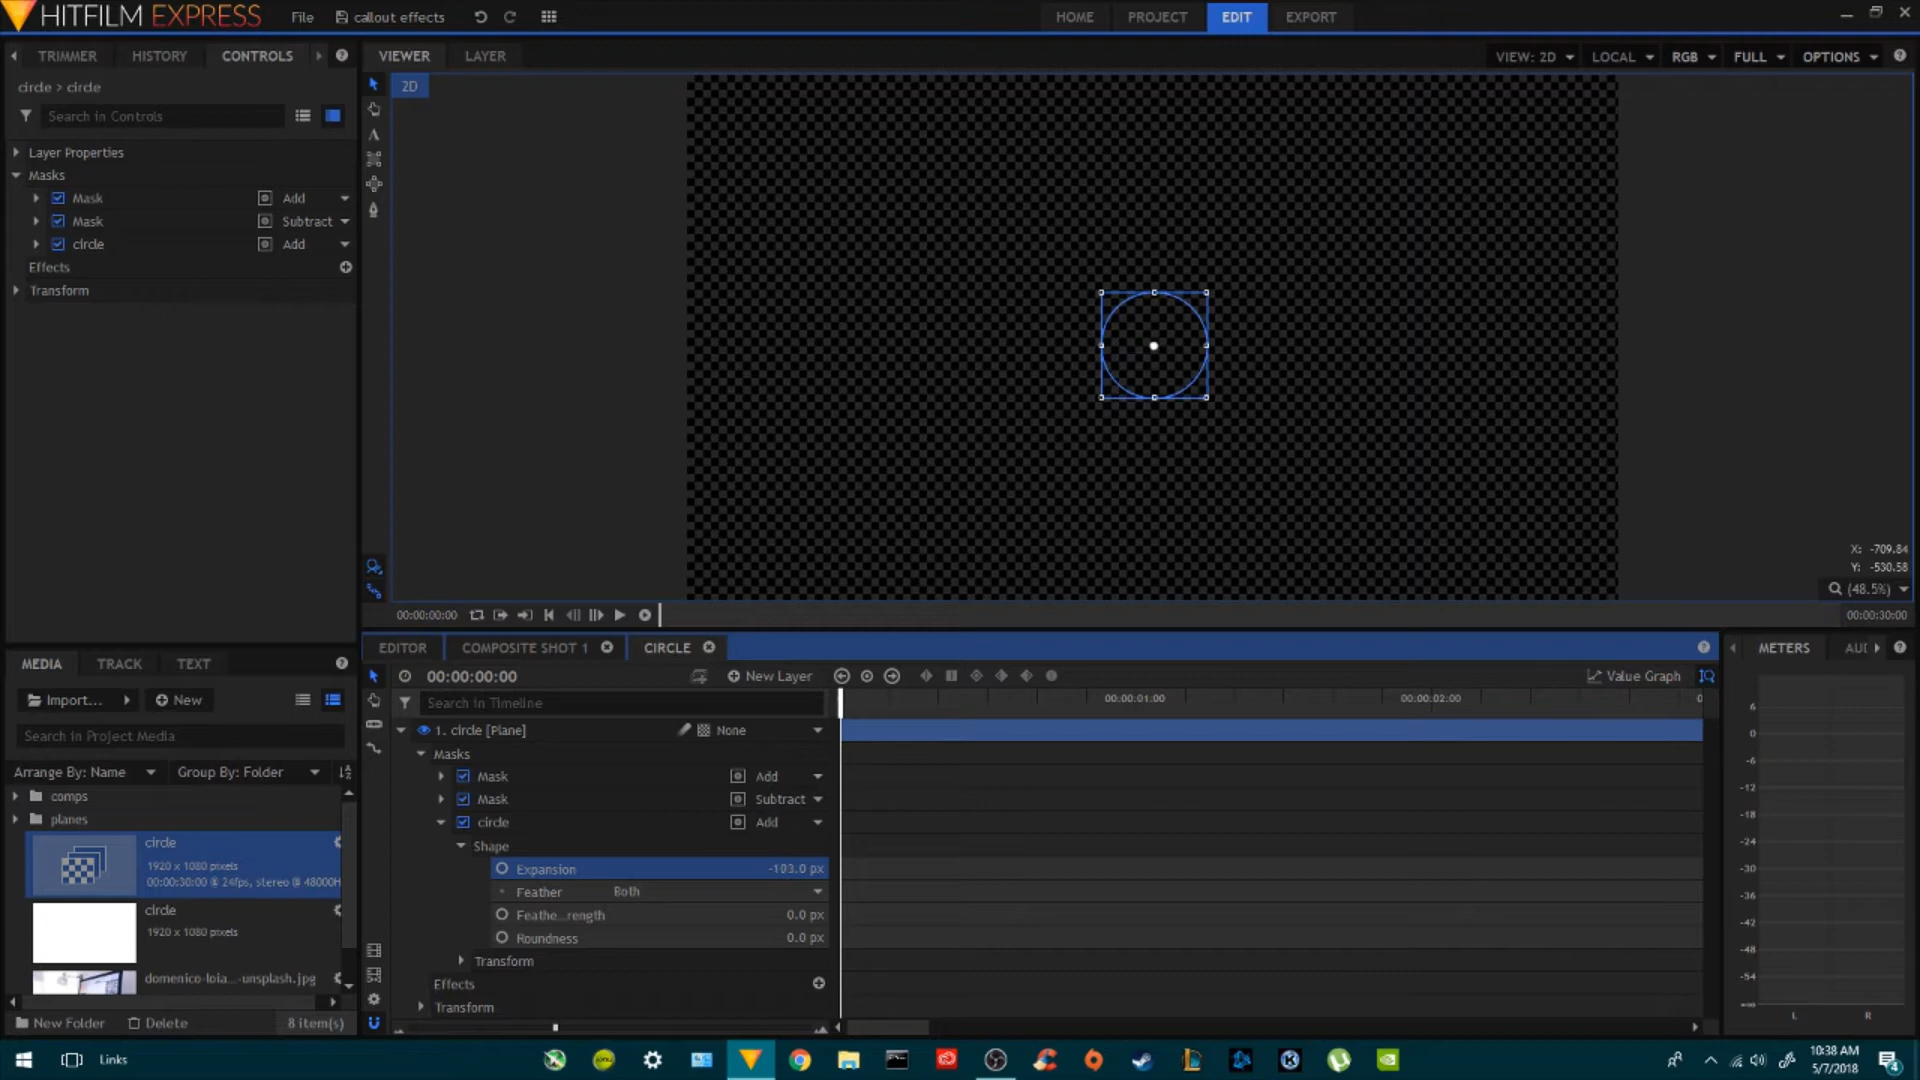 HITFILM EXPRESS
File
callout effects
HOME
PROJECT
EDIT
EXPORT
TRIMMER
HISTORY
CONTROLS
VIEWER
LAYER
VIEW: 2D
LOCAL
RGB
FULL
OPTIONS
circle > circle
2D
Search in Controls
Layer Properties
Masks
Mask
Add
Mask
Subtract
circle
Add
Effects
Transform
X: -709.84
Y: -530.58
(48.5%)
00:00:00:00
00:00:30:00
EDITOR
COMPOSITE SHOT 1
CIRCLE
METERS
AUI
MEDIA
TRACK
TEXT
00:00:00:00
New Layer
Value Graph
Import...
New
Search in Timeline
00:00:01:00
00:00:02:00
0
Search in Project Media
1. circle [Plane]
None
Arrange By: Name
Group By: Folder
Masks
comps
Mask
Add
planes
Mask
Subtract
circle
1920 x 1080 pixels
00:00:30:00 @ 24fps, stereo @ 48000H
circle
Add
Shape
Expansion
-103.0 px
Feather
Both
circle
1920 x 1080 pixels
Feathe...rength
0.0 px
Roundness
0.0 px
Transform
domenico-loia...-unsplash.jpg
Effects
Transform
New Folder
Delete
8 item(s)
6
0
-6
-12
-18
-24
-30
-36
-42
-48
-54
-∞
L
R
Links
10:38 AM
5/7/2018
4